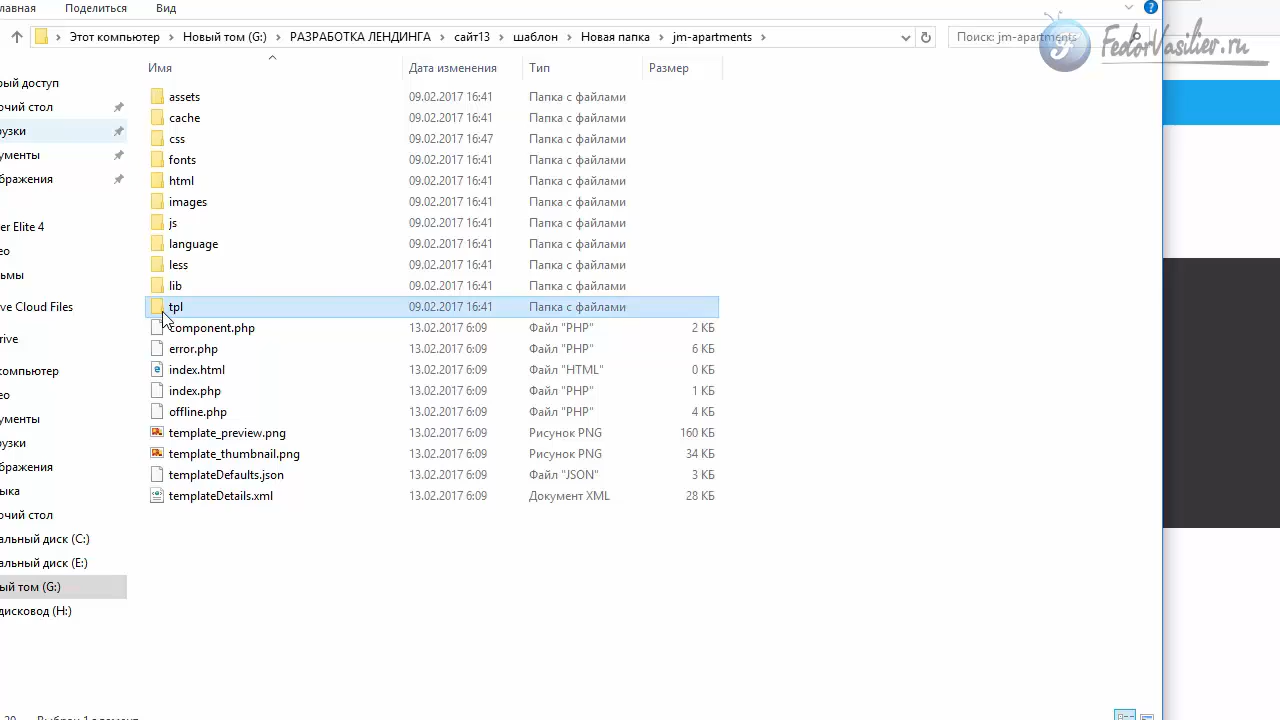 лавная Поделиться Вид
Этот компьютер > Новый том (G:) > РАЗРАБОТКА ЛЕНДИНГА > сайт13 > шаблон > Новая папка > jm-apartments >
Поиск: jm-apartments
FedorVasiliev.ru
Имя Дата изменения Тип Размер
рый доступ
очий стол
рузки
ументы
бражения
er Elite 4
ео
ьмы
ve Cloud Files
rive
компьютер
ео
ументы
рузки
бражения
ыка
очий стол
альный диск (C:)
альный диск (E:)
ый том (G:)
дисковод (H:)
assets 09.02.2017 16:41 Папка с файлами
cache 09.02.2017 16:41 Папка с файлами
css 09.02.2017 16:47 Папка с файлами
fonts 09.02.2017 16:41 Папка с файлами
html 09.02.2017 16:41 Папка с файлами
images 09.02.2017 16:41 Папка с файлами
js 09.02.2017 16:41 Папка с файлами
language 09.02.2017 16:41 Папка с файлами
less 09.02.2017 16:41 Папка с файлами
lib 09.02.2017 16:41 Папка с файлами
tpl 09.02.2017 16:41 Папка с файлами
component.php 13.02.2017 6:09 Файл "PHP" 2 КБ
error.php 13.02.2017 6:09 Файл "PHP" 6 КБ
index.html 13.02.2017 6:09 Файл "HTML" 0 КБ
index.php 13.02.2017 6:09 Файл "PHP" 1 КБ
offline.php 13.02.2017 6:09 Файл "PHP" 4 КБ
template_preview.png 13.02.2017 6:09 Рисунок PNG 160 КБ
template_thumbnail.png 13.02.2017 6:09 Рисунок PNG 34 КБ
templateDefaults.json 13.02.2017 6:09 Файл "JSON" 3 КБ
templateDetails.xml 13.02.2017 6:09 Документ XML 28 КБ
20 Выбран 1 элемент